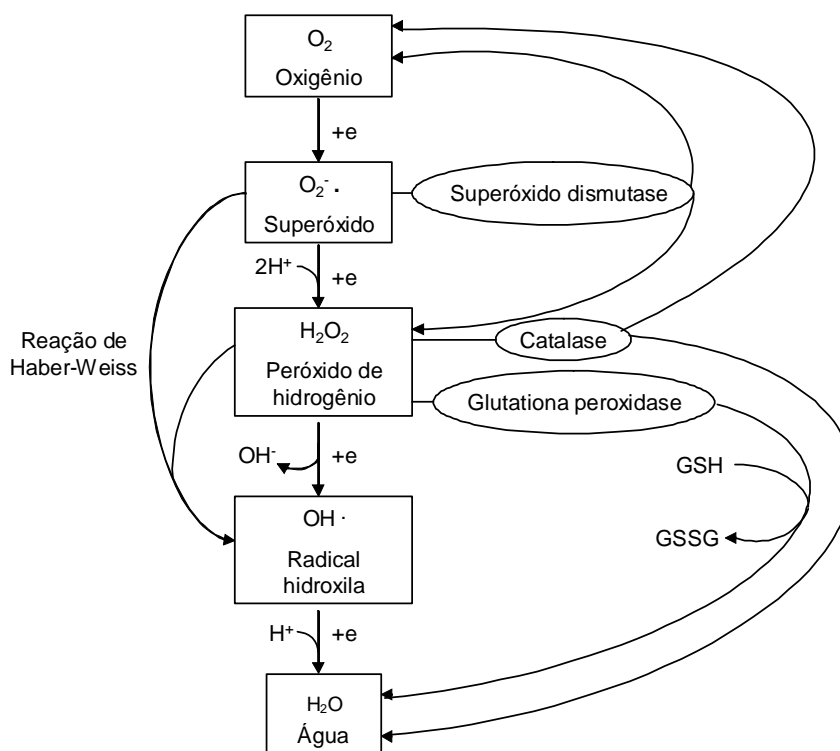 O₂
Oxigênio
+e
O₂⁻ ·
Superóxido
Superóxido dismutase
2H⁺
+e
Reação de
Haber-Weiss
H₂O₂
Peróxido de
hidrogênio
Catalase
Glutationa peroxidase
OH⁻
+e
GSH
OH ·
Radical
hidroxila
GSSG
H⁺
+e
H₂O
Água